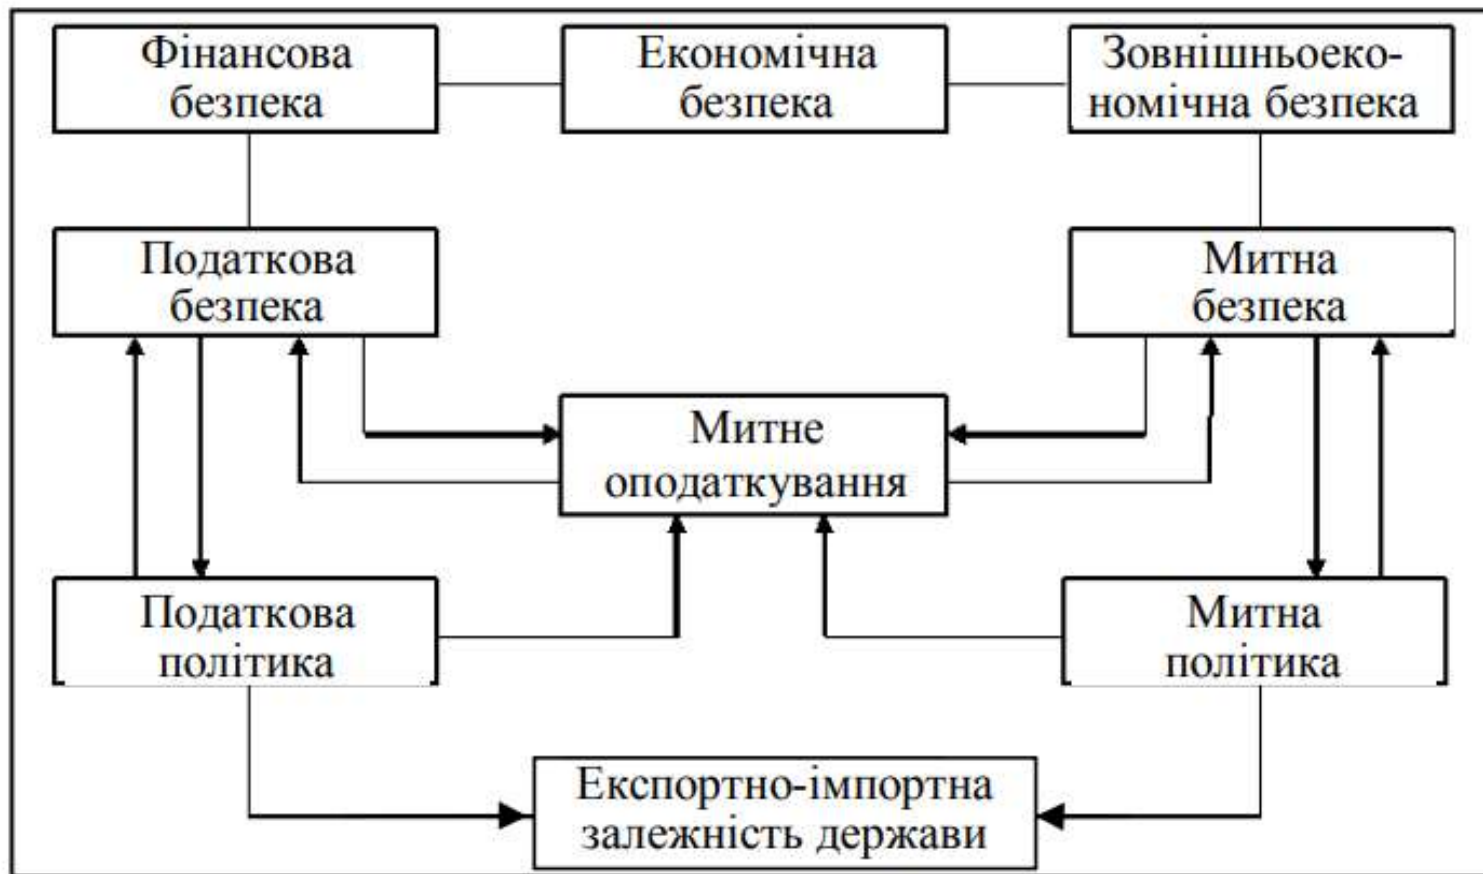 Фінансова
безпека
Економічна
безпека
Зовнішньоеко-
номічна безпека
Податкова
безпека
Митна
безпека
Митне
оподаткування
Податкова
політика
Митна
політика
Експортно-імпортна
залежність держави